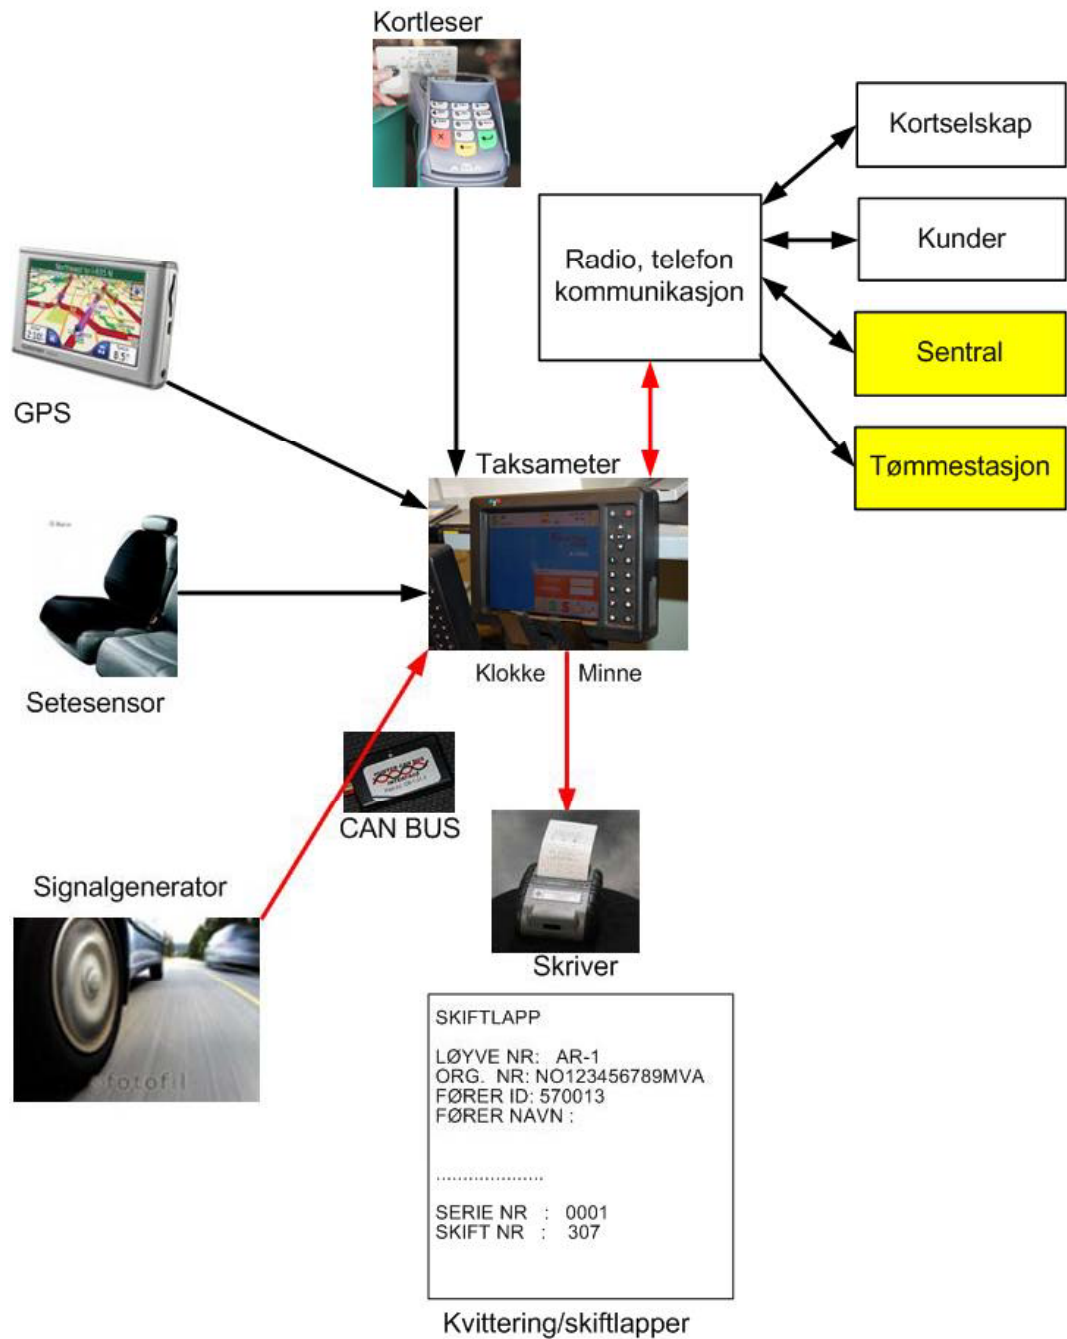 Kortleser
Kortselskap
Kunder
Radio, telefon
kommunikasjon
Sentral
Tømmestasjon
GPS
Taksameter
Setesensor
Klokke
Minne
CAN BUS
Signalgenerator
fotofil
Skriver
SKIFTLAPP
LØYVE NR: AR-1
ORG. NR: NO123456789MVA
FØRER ID: 570013
FØRER NAVN :
.....................
SERIE NR : 0001
SKIFT NR : 307
Kvittering/skiftlapper